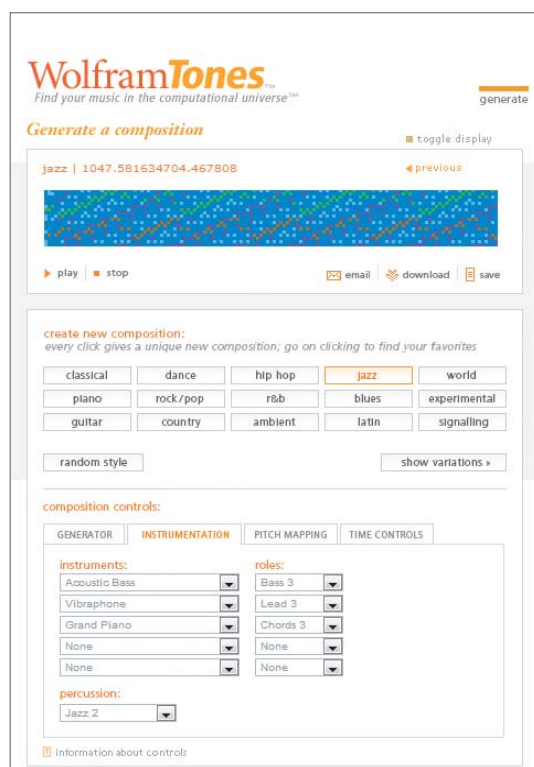 WolframTones™
Find your music in the computational universe℠
generate
Generate a composition
toggle display
jazz | 1047.581634704.467808
previous
play | stop
email | download | save
create new composition:
every click gives a unique new composition; go on clicking to find your favorites
classical dance hip hop jazz world
piano rock/pop r&b blues experimental
guitar country ambient latin signalling
random style show variations
composition controls:
GENERATOR INSTRUMENTATION PITCH MAPPING TIME CONTROLS
instruments: roles:
Acoustic Bass Bass 3
Vibraphone Lead 3
Grand Piano Chords 3
None None
None None
percussion:
Jazz 2
? information about controls